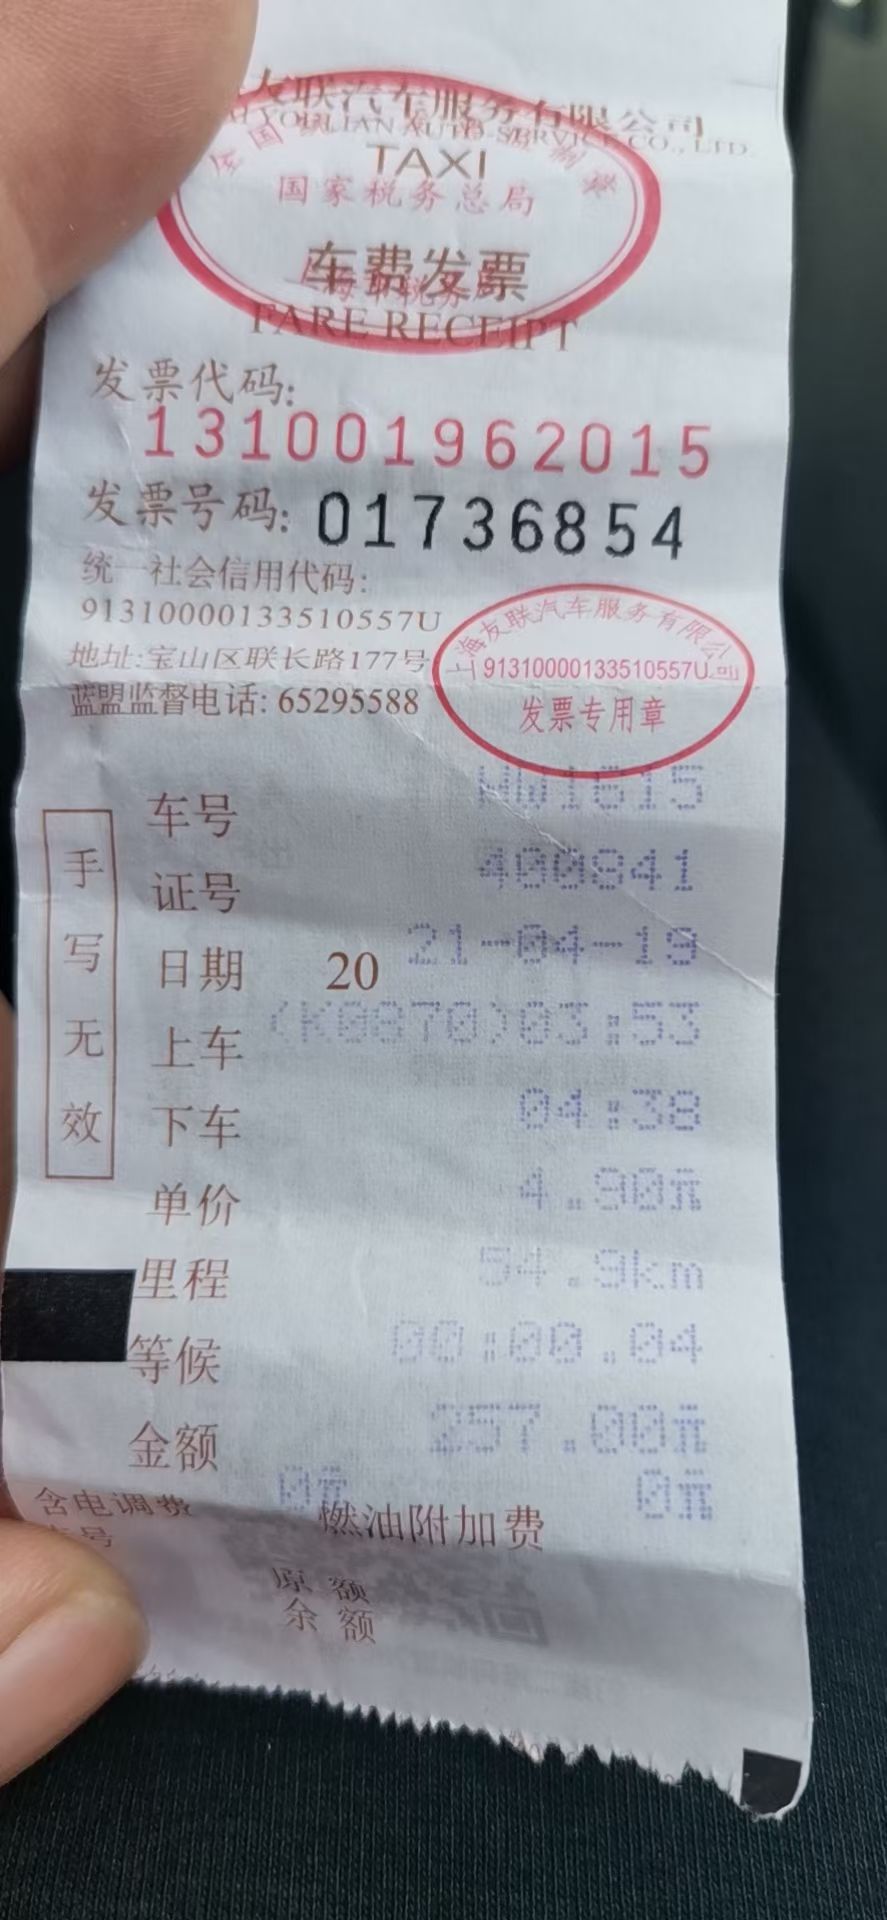 友联汽车服务有限公司
YOULIAN AUTO SERVICE CO., LTD.
TAXI
国家税务总局
车费发票
FARE RECEIPT
发票代码:
131001962015
发票号码: 01736854
统一社会信用代码:
91310000133510557U
地址:宝山区联长路177号
蓝盟监督电话: 65295588
上海友联汽车服务有限公司
91310000133510557U
发票专用章
手写无效
车号
证号 400841
日期 20 21-04-19
上车 (K0870)03:53
下车 04:38
单价 4.90元
里程 54.9km
等候 00:00.04
金额 257.00元
含电调费 0元 燃油附加费 0元
原额
余额